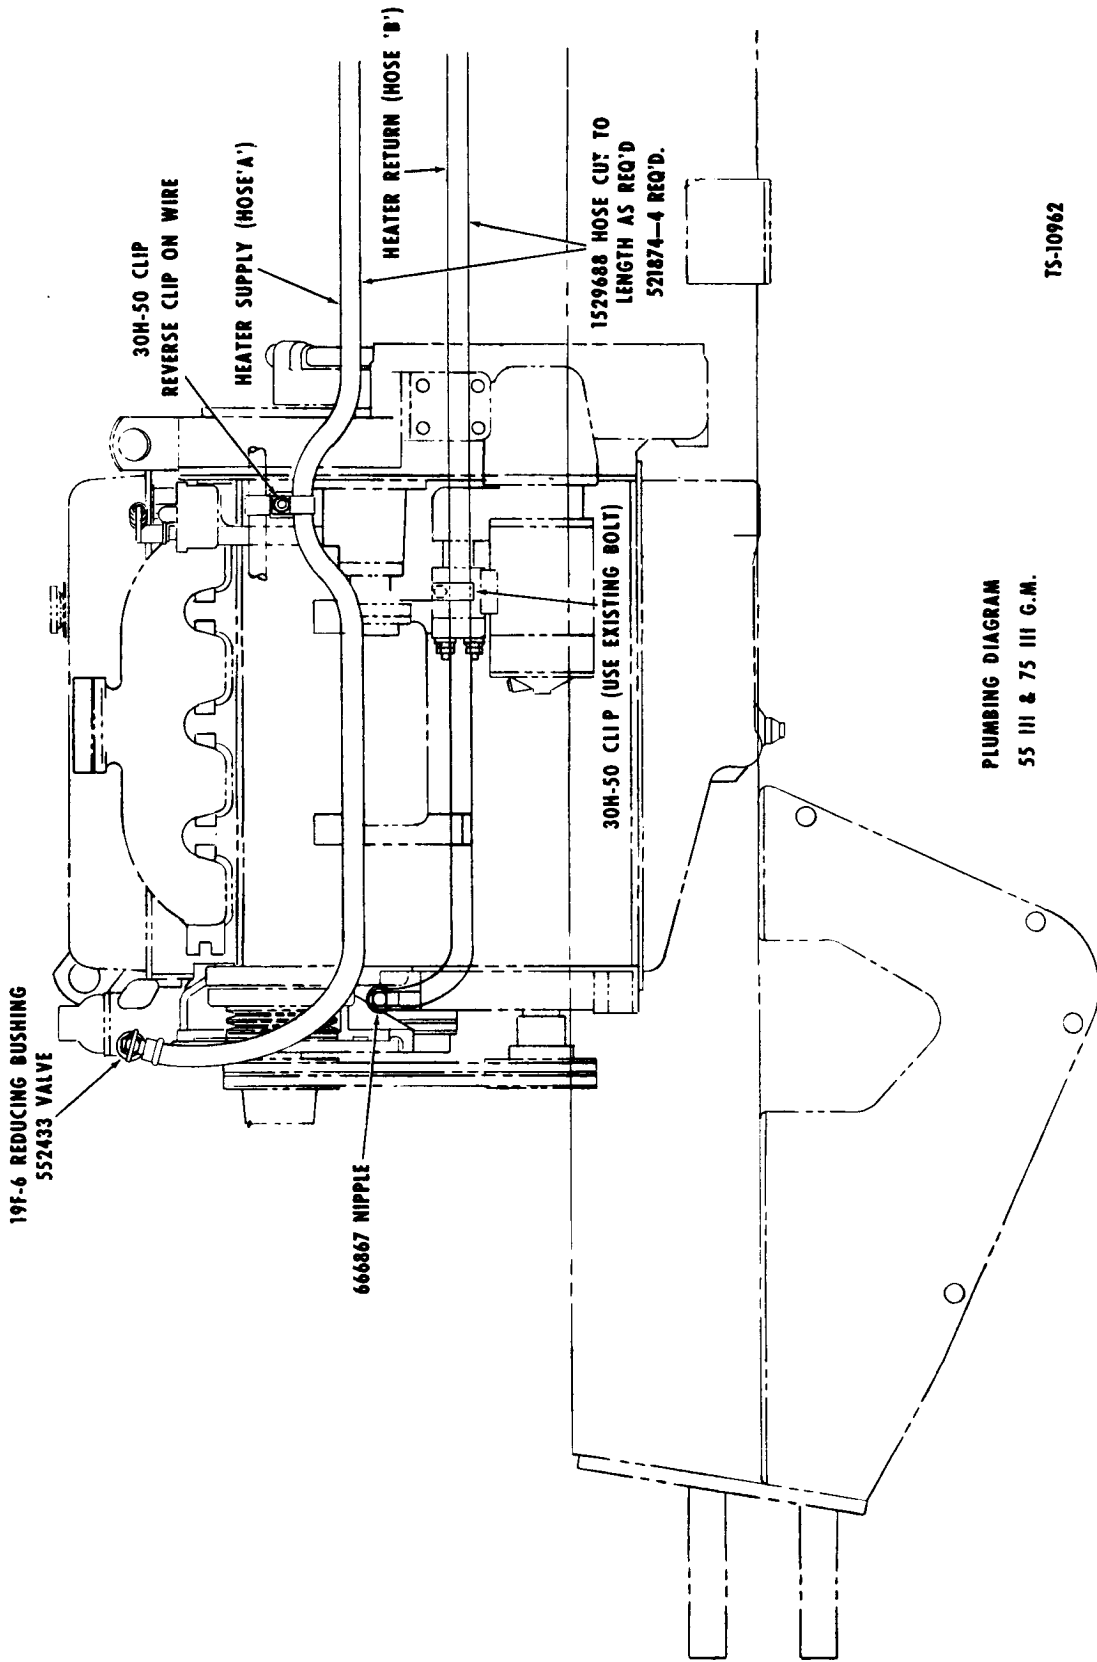 19F-6 REDUCING BUSHING
552433 VALVE
30H-50 CLIP
REVERSE CLIP ON WIRE
HEATER SUPPLY (HOSE'A')
HEATER RETURN (HOSE 'B')
1529688 HOSE CUT TO
LENGTH AS REQ'D
521874—4 REQ'D.
666867 NIPPLE
30H-50 CLIP (USE EXISTING BOLT)
PLUMBING DIAGRAM
55 III & 75 III G.M.
TS-10962